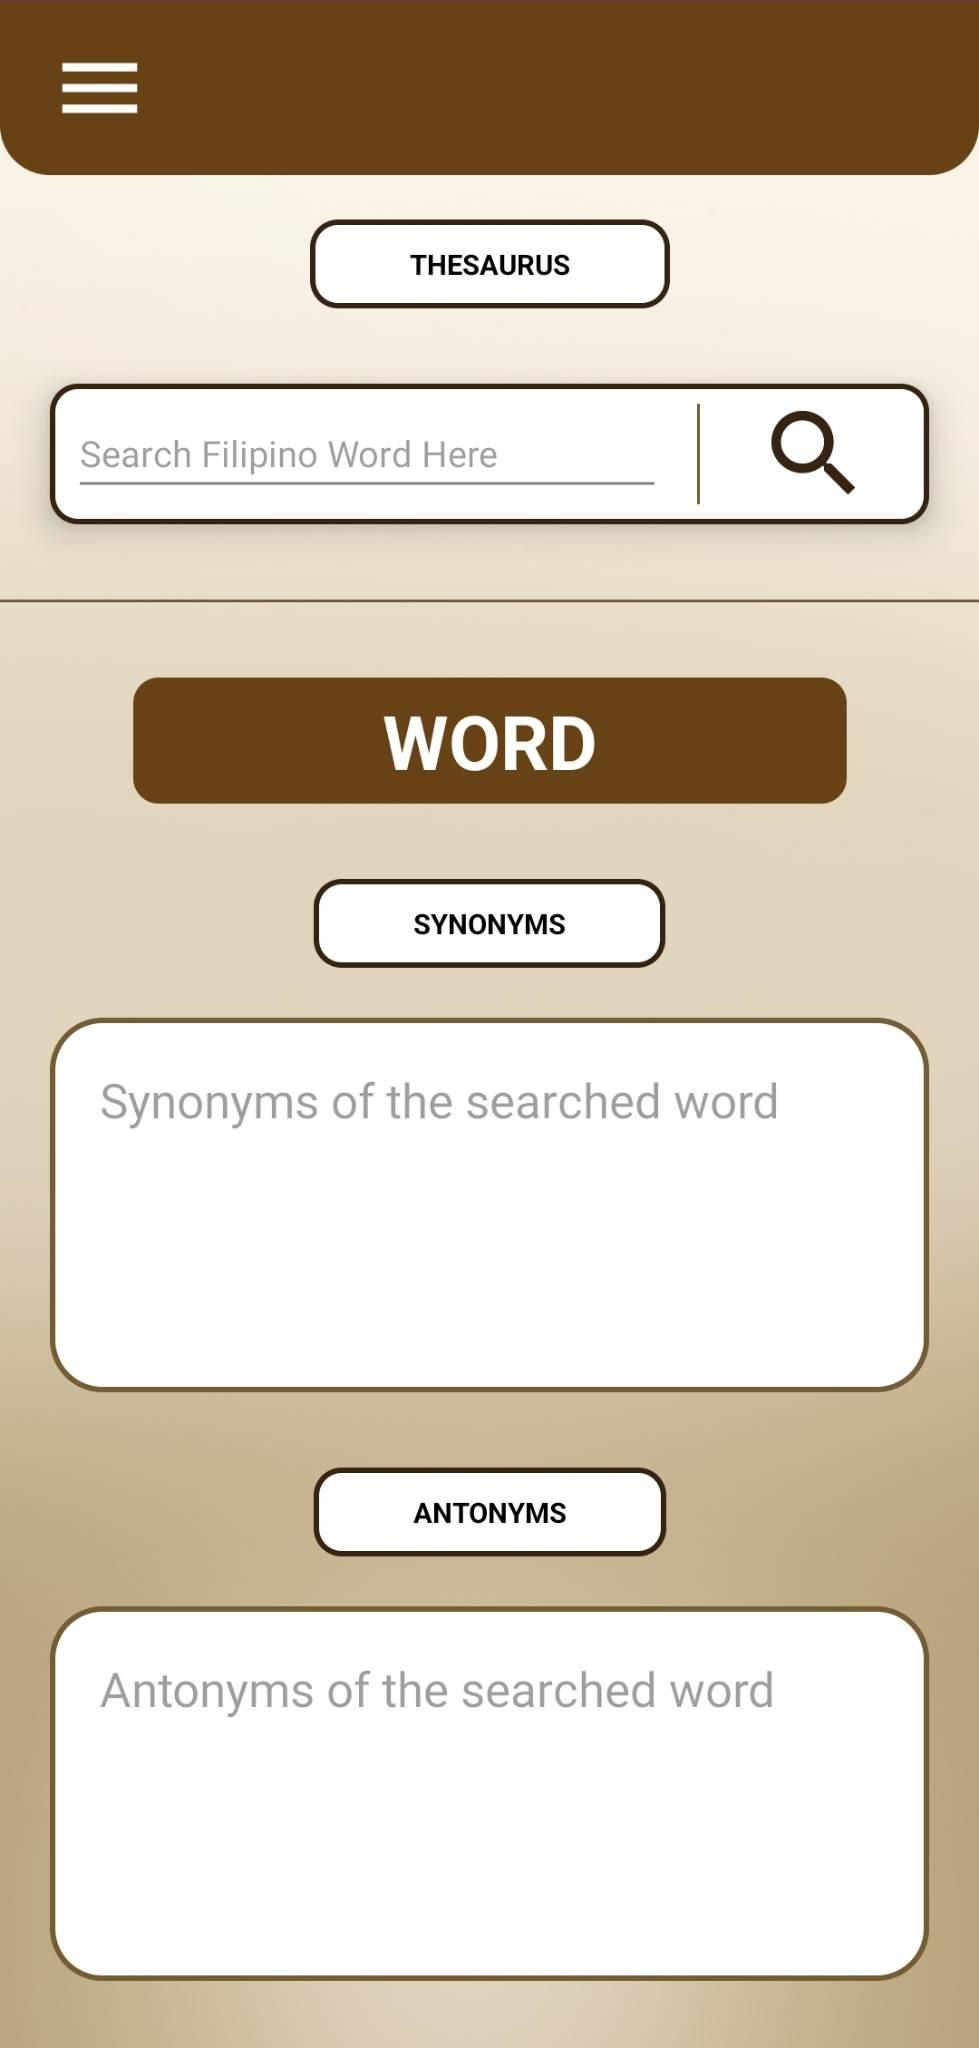 THESAURUS
Search Filipino Word Here
WORD
SYNONYMS
Synonyms of the searched word
ANTONYMS
Antonyms of the searched word